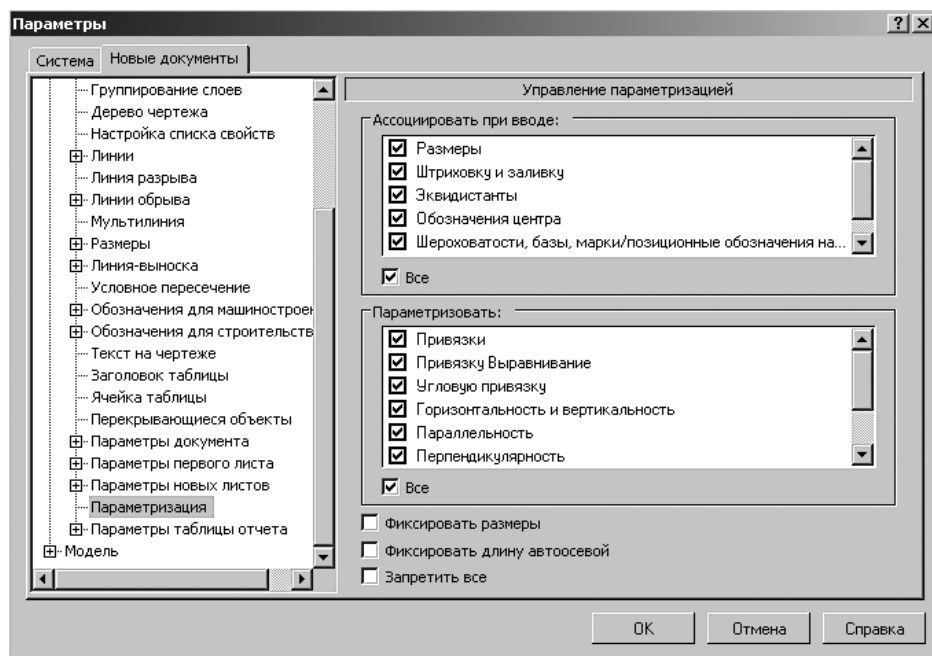 Параметры
Система
Новые документы
Группирование слоев
Дерево чертежа
Настройка списка свойств
Линии
Линия разрыва
Линии обрыва
Мультилиния
Размеры
Линия-выноска
Условное пересечение
Обозначения для машинострoен
Обозначения для строительств
Текст на чертеже
Заголовок таблицы
Ячейка таблицы
Перекрывающиеся объекты
Параметры документа
Параметры первого листа
Параметры новых листов
Параметризация
Параметры таблицы отчета
Модель
Управление параметризацией
Ассоциировать при вводе:
Размеры
Штриховку и заливку
Эквидистанты
Обозначения центра
Шероховатости, базы, марки/позиционные обозначения на...
Все
Параметризовать:
Привязки
Привязку Выравнивание
Угловую привязку
Горизонтальность и вертикальность
Параллельность
Перпендикулярность
Все
Фиксировать размеры
Фиксировать длину автоосевой
Запретить все
OK
Отмена
Справка